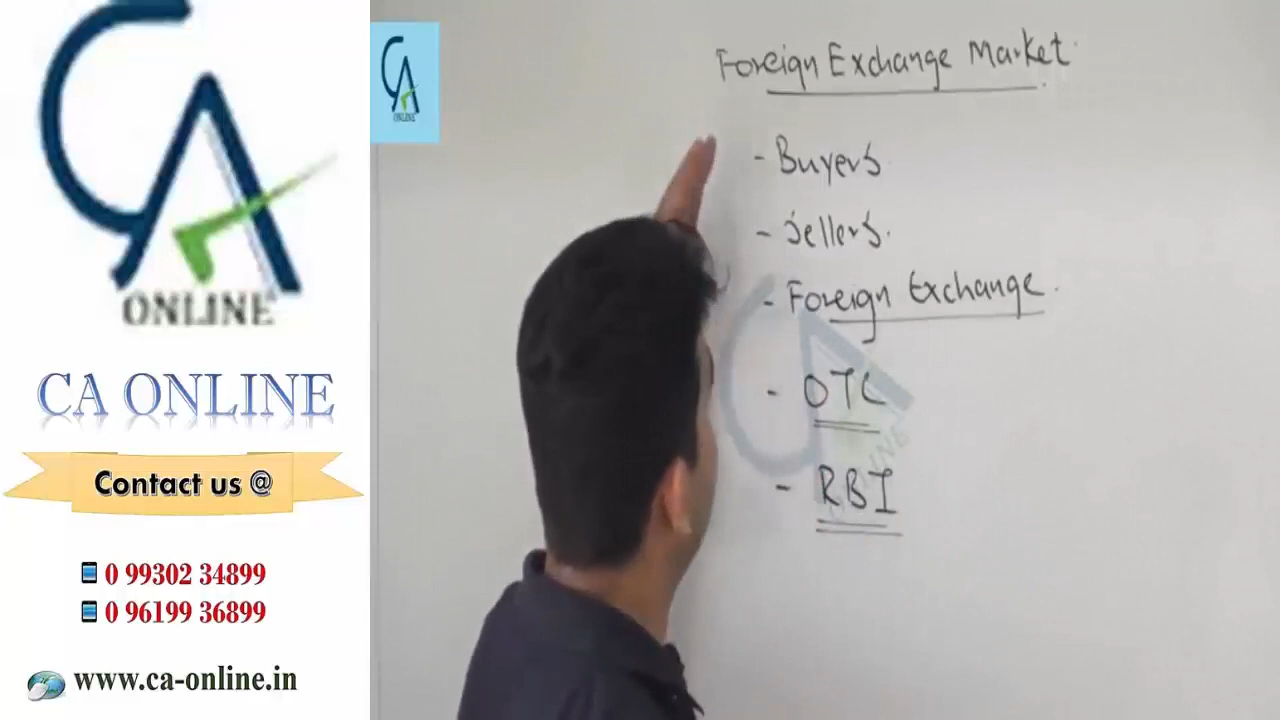 CA
ONLINE
CA ONLINE
Contact us @
0 99302 34899
0 96199 36899
www.ca-online.in
CA
ONLINE
Foreign Exchange Market
- Buyers
- Sellers
- Foreign Exchange
- OTC
- RBI